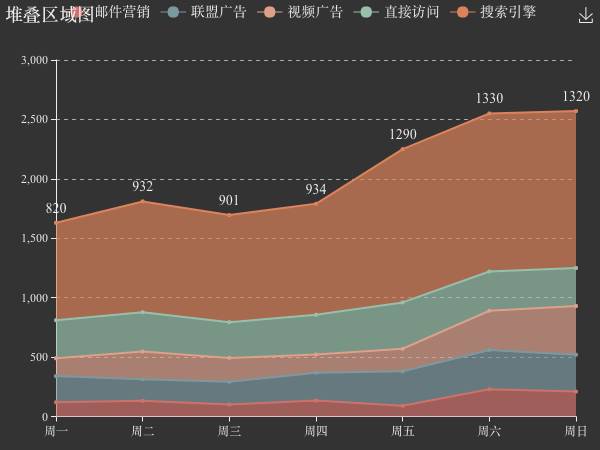 堆叠区域图
邮件营销 联盟广告 视频广告 直接访问 搜索引擎
3,000
2,500
2,000
1,500
1,000
500
0
820 932 901 934 1290 1330 1320
周一 周二 周三 周四 周五 周六 周日